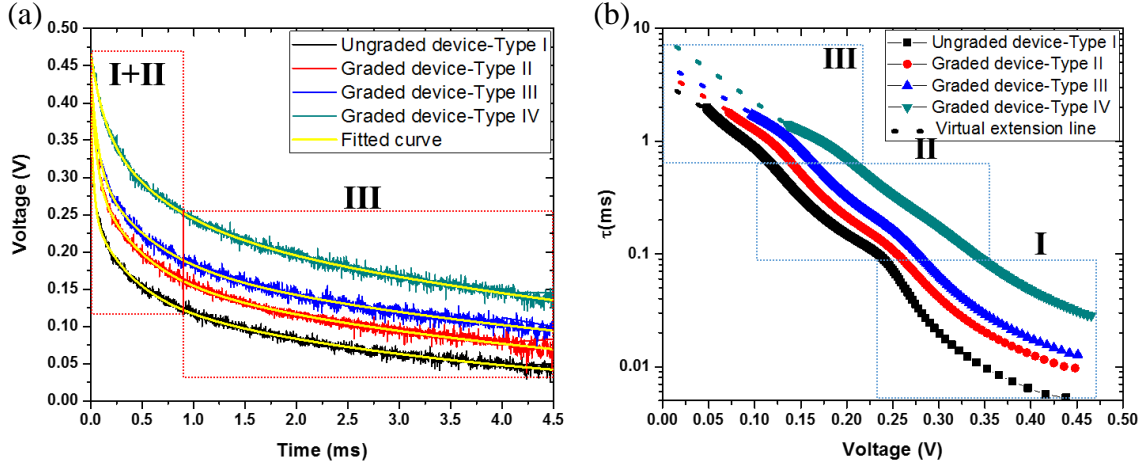 (a)
0.50
0.45
0.40
0.35
0.30
0.25
0.20
0.15
0.10
0.05
0.00
Voltage (V)
I+II
III
Ungraded device-Type I
Graded device-Type II
Graded device-Type III
Graded device-Type IV
Fitted curve
0.0 0.5 1.0 1.5 2.0 2.5 3.0 3.5 4.0 4.5
Time (ms)
(b)
10
1
0.1
0.01
τ(ms)
III
II
I
Ungraded device-Type I
Graded device-Type II
Graded device-Type III
Graded device-Type IV
Virtual extension line
0.00 0.05 0.10 0.15 0.20 0.25 0.30 0.35 0.40 0.45 0.50
Voltage (V)